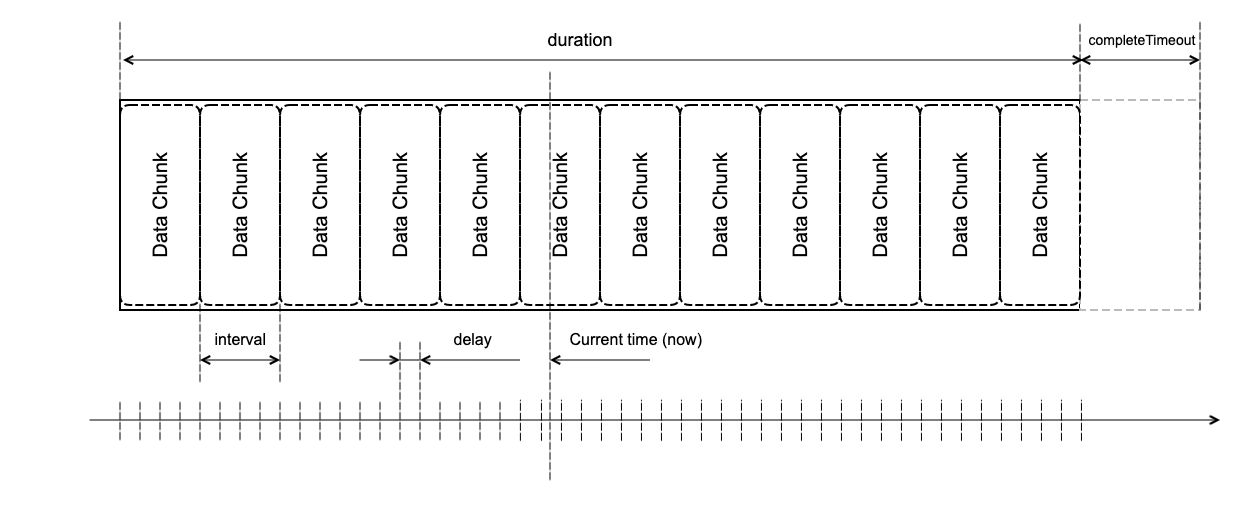 duration
completeTimeout
Data Chunk
Data Chunk
Data Chunk
Data Chunk
Data Chunk
Data Chunk
Data Chunk
Data Chunk
Data Chunk
Data Chunk
Data Chunk
Data Chunk
interval
delay
Current time (now)